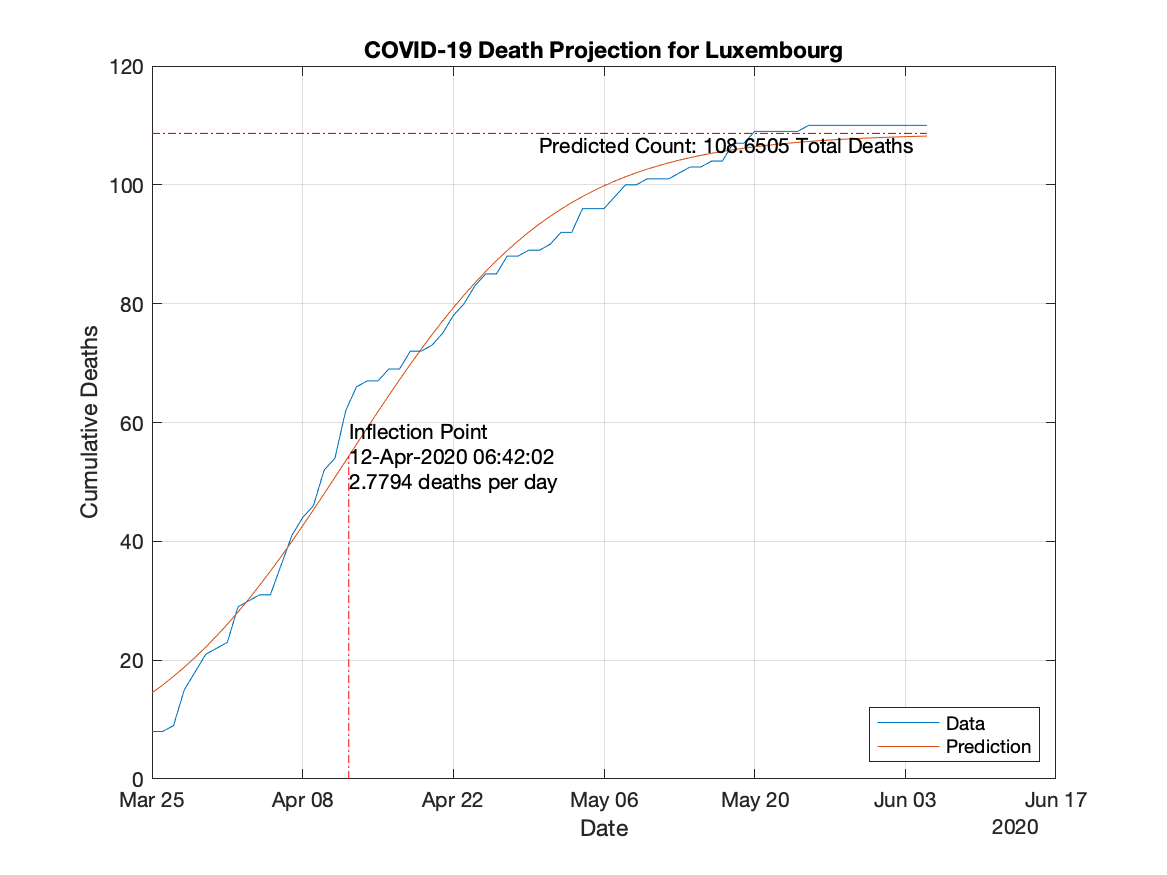 COVID-19 Death Projection for Luxembourg
120
Predicted Count: 108.6505 Total Deaths
100
80
60
Inflection Point
12-Apr-2020 06:42:02
2.7794 deaths per day
40
20
0
Cumulative Deaths
Data
Prediction
Mar 25 Apr 08 Apr 22 May 06 May 20 Jun 03 Jun 17
Date
2020